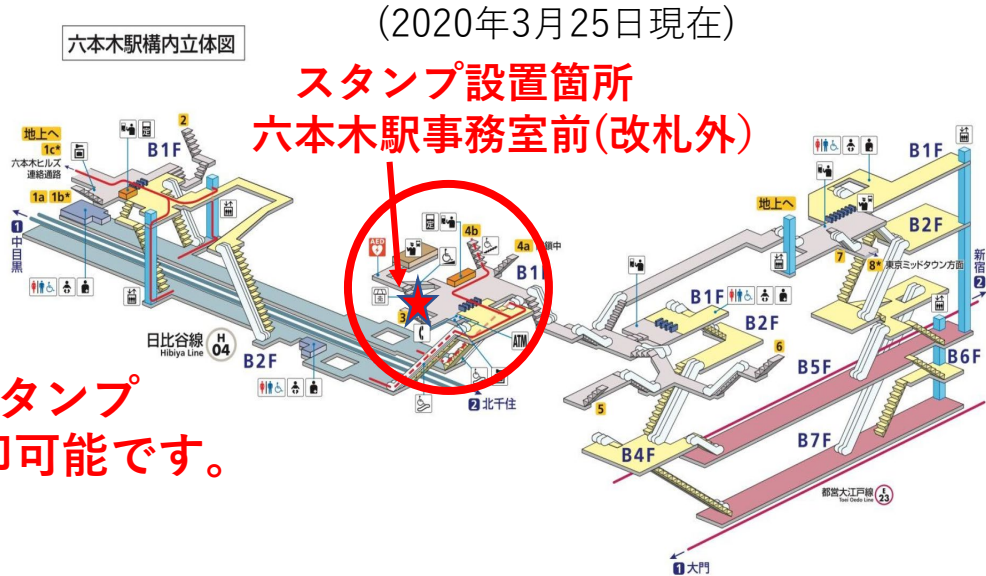 (2020年3月25日現在)
六本木駅構内立体図
スタンプ設置箇所
六本木駅事務室前(改札外)
地上へ
1c*
六本木ヒルズ
連絡通路
1a 1b*
1 中目黒
B1F
2
日比谷線
Hibiya Line
H
04
B2F
AED
3
4b
4a
B1
ATM
2 北千住
タンプ
可能です。
地上へ
B1F
B2F
5
6
B4F
B1F
B2F
7
8* 東京ミッドタウン方面
新宿
2
B5F
B6F
B7F
都営大江戸線
Toei Oedo Line
E
23
1 大門